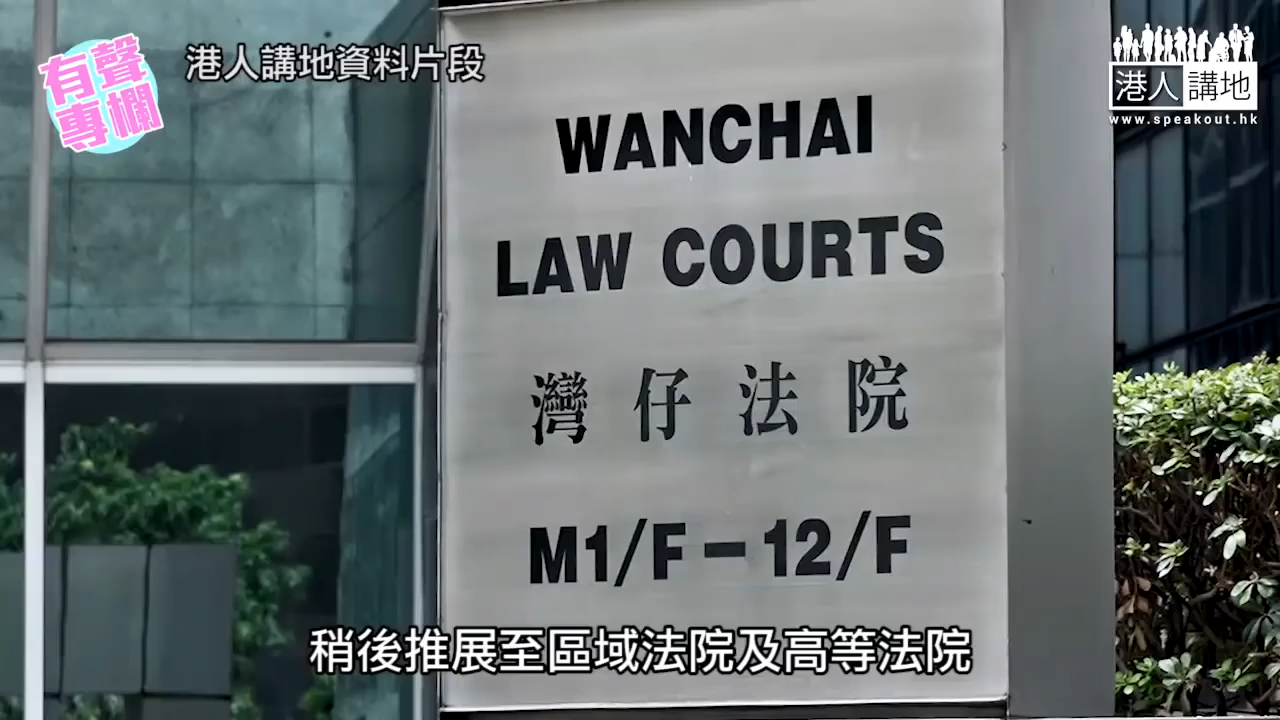 有聲
專欄
港人講地資料片段
港人講地
www.speakout.hk
WANCHAI
LAW COURTS
灣仔法院
M1/F－12/F
稍後推展至區域法院及高等法院